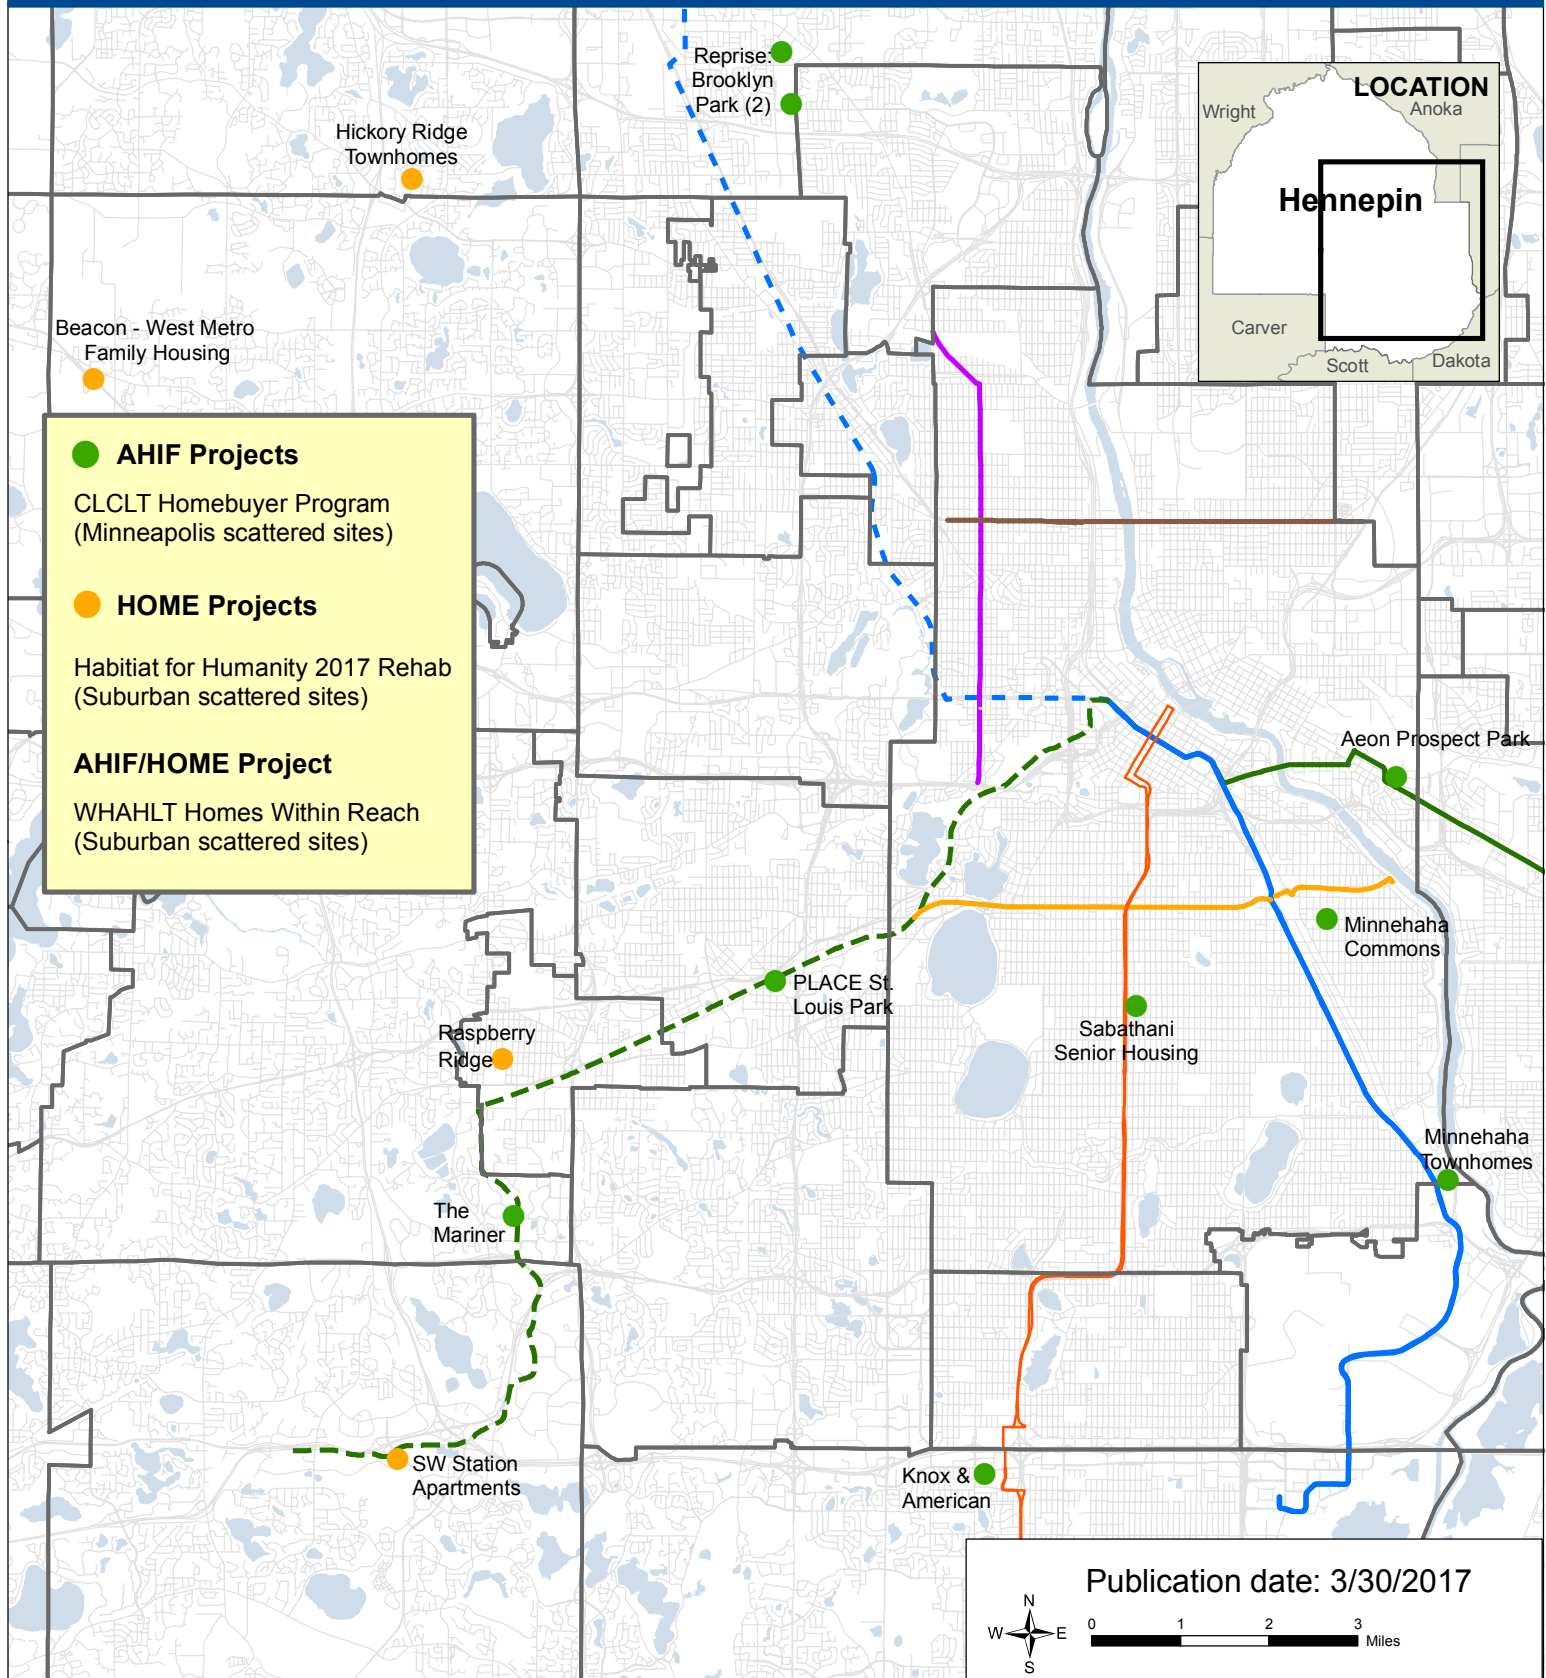 Reprise:
Brooklyn
Park (2)
Hickory Ridge
Townhomes
LOCATION
Wright
Anoka
Hennepin
Carver
Scott
Dakota
Beacon - West Metro
Family Housing
AHIF Projects
CLCLT Homebuyer Program
(Minneapolis scattered sites)
HOME Projects
Habitiat for Humanity 2017 Rehab
(Suburban scattered sites)
AHIF/HOME Project
WHAHLT Homes Within Reach
(Suburban scattered sites)
Aeon Prospect Park
Minnehaha
Commons
PLACE St.
Louis Park
Sabathani
Senior Housing
Raspberry
Ridge
Minnehaha
Townhomes
The
Mariner
SW Station
Apartments
Knox &
American
Publication date: 3/30/2017
N
W E
S
0 1 2 3
Miles